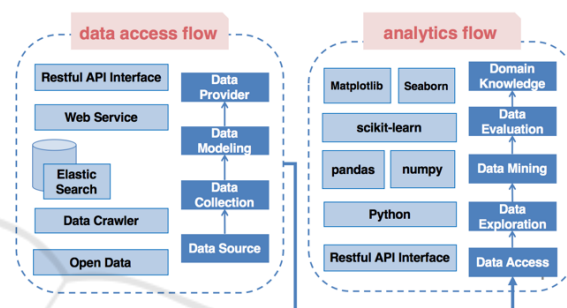 data access flow
Restful API Interface
Web Service
Elastic
Search
Data Crawler
Open Data
Data
Provider
Data
Modeling
Data
Collection
Data Source
analytics flow
Matplotlib
Seaborn
scikit-learn
pandas
numpy
Python
Restful API Interface
Domain
Knowledge
Data
Evaluation
Data Mining
Data
Exploration
Data Access